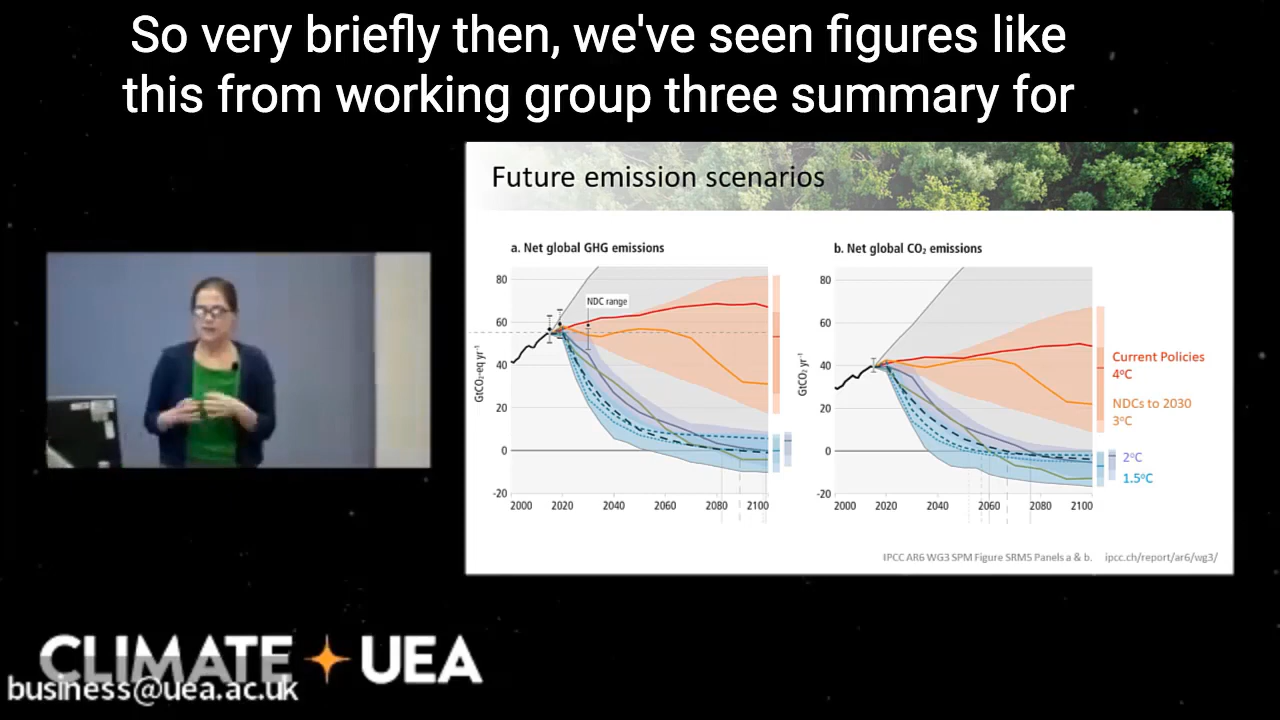 So very briefly then, we've seen figures like
this from working group three summary for
Future emission scenarios
a. Net global GHG emissions
80
60
40
20
0
-20
GtCO₂-eq yr⁻¹
NDC range
2000 2020 2040 2060 2080 2100
b. Net global CO₂ emissions
80
60
40
20
0
-20
GtCO₂ yr⁻¹
2000 2020 2040 2060 2080 2100
Current Policies
4°C
NDCs to 2030
3°C
2°C
1.5°C
IPCC AR6 WG3 SPM Figure SRM5 Panels a & b. ipcc.ch/report/ar6/wg3/
CLIMATE UEA
business@uea.ac.uk